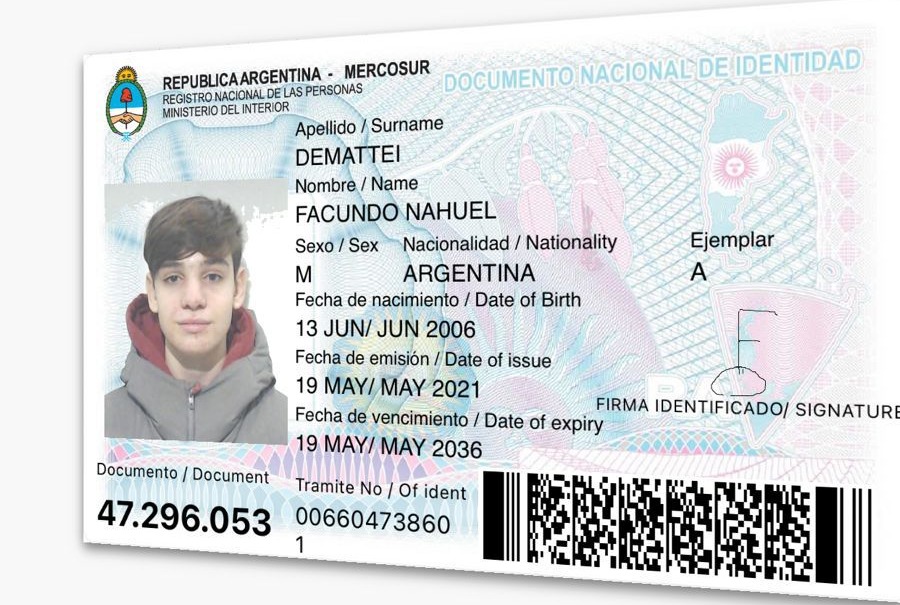 REPUBLICA ARGENTINA - MERCOSUR
REGISTRO NACIONAL DE LAS PERSONAS
MINISTERIO DEL INTERIOR
DOCUMENTO NACIONAL DE IDENTIDAD
Apellido / Surname
DEMATTEI
Nombre / Name
FACUNDO NAHUEL
Sexo / Sex Nacionalidad / Nationality Ejemplar
M ARGENTINA A
Fecha de nacimiento / Date of Birth
13 JUN/ JUN 2006
Fecha de emisión / Date of issue
19 MAY/ MAY 2021
Fecha de vencimiento / Date of expiry
19 MAY/ MAY 2036
FIRMA IDENTIFICADO/ SIGNATURE
Documento / Document
47.296.053
Tramite No / Of ident
00660473860
1